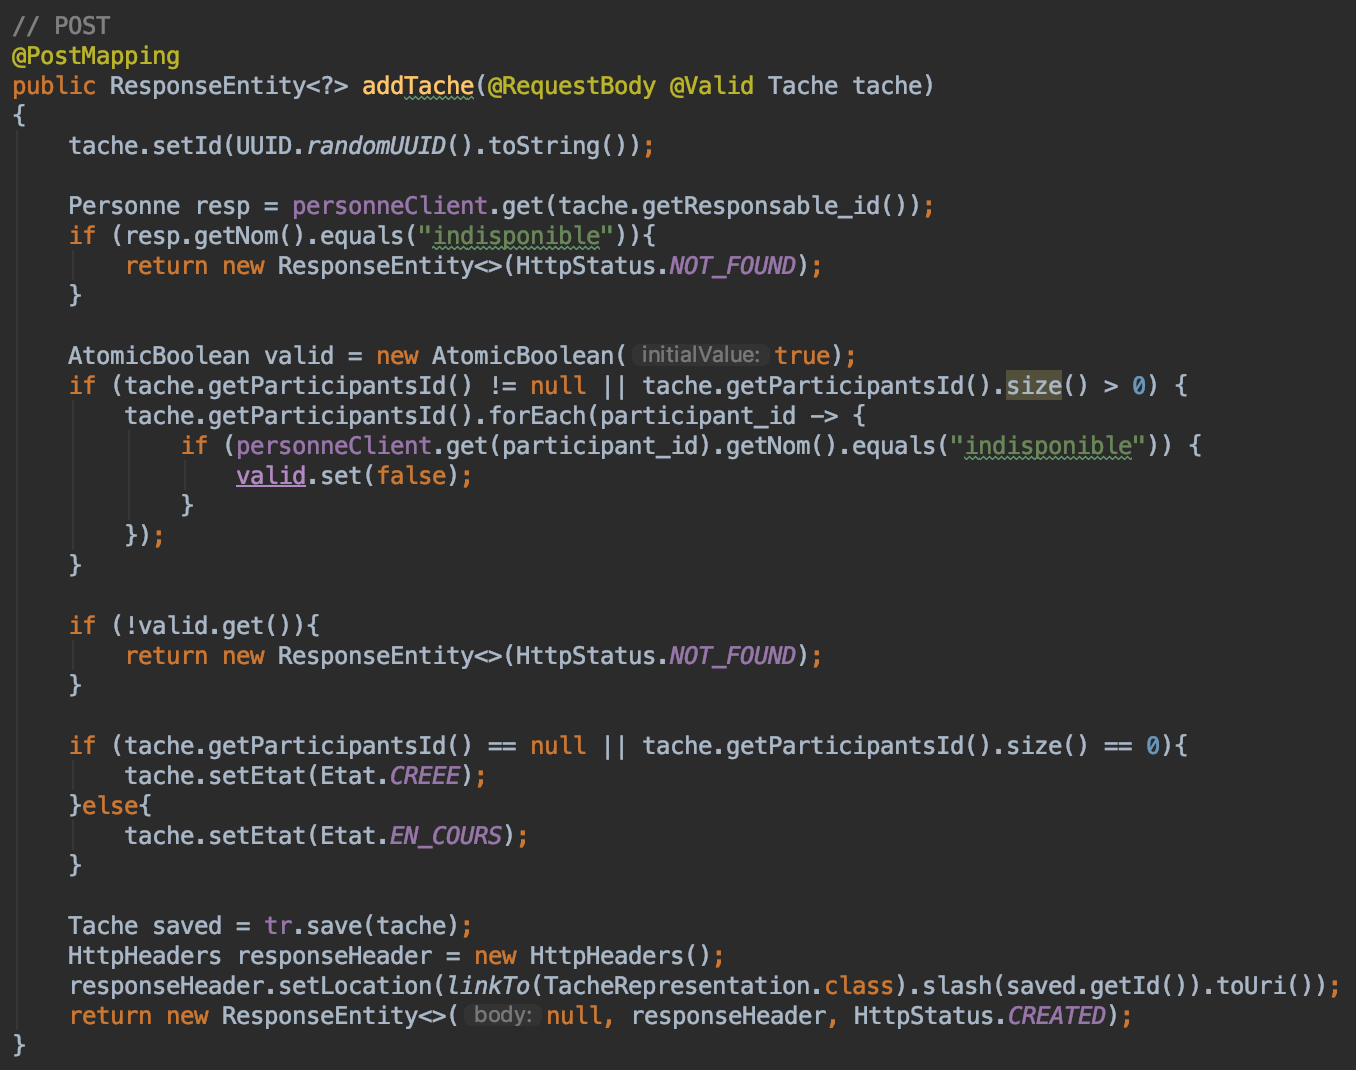 // POST
@PostMapping
public ResponseEntity<?> addTache(@RequestBody @Valid Tache tache)
{
    tache.setId(UUID.randomUUID().toString());

    Personne resp = personneClient.get(tache.getResponsable_id());
    if (resp.getNom().equals("indisponible")){
        return new ResponseEntity<>(HttpStatus.NOT_FOUND);
    }

    AtomicBoolean valid = new AtomicBoolean( initialValue: true);
    if (tache.getParticipantsId() != null || tache.getParticipantsId().size() > 0) {
        tache.getParticipantsId().forEach(participant_id -> {
            if (personneClient.get(participant_id).getNom().equals("indisponible")) {
                valid.set(false);
            }
        });
    }

    if (!valid.get()){
        return new ResponseEntity<>(HttpStatus.NOT_FOUND);
    }

    if (tache.getParticipantsId() == null || tache.getParticipantsId().size() == 0){
        tache.setEtat(Etat.CREEE);
    }else{
        tache.setEtat(Etat.EN_COURS);
    }

    Tache saved = tr.save(tache);
    HttpHeaders responseHeader = new HttpHeaders();
    responseHeader.setLocation(linkTo(TacheRepresentation.class).slash(saved.getId()).toUri());
    return new ResponseEntity<>( body: null, responseHeader, HttpStatus.CREATED);
}